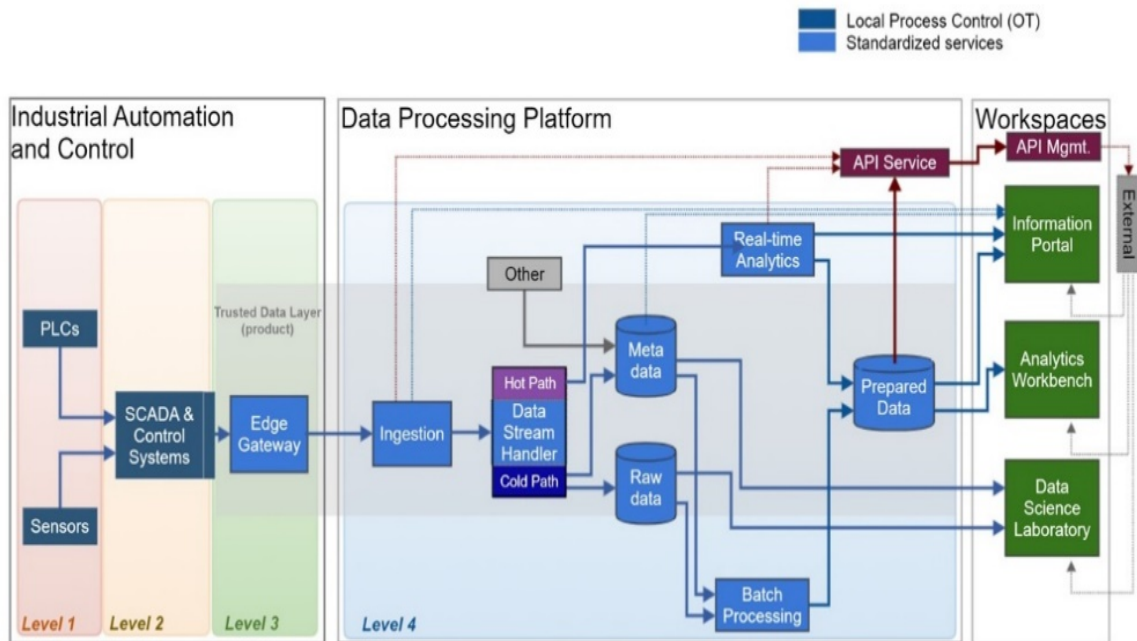 Local Process Control (OT)
Standardized services
Industrial Automation
and Control
Data Processing Platform
Workspaces
API Service
API Mgmt.
External
Real-time
Analytics
Information
Portal
Other
Trusted Data Layer
(product)
PLCs
Meta
data
Hot Path
Data
Stream
Handler
Cold Path
Prepared
Data
Analytics
Workbench
SCADA &
Control
Systems
Edge
Gateway
Ingestion
Raw
data
Data
Science
Laboratory
Sensors
Batch
Processing
Level 1
Level 2
Level 3
Level 4